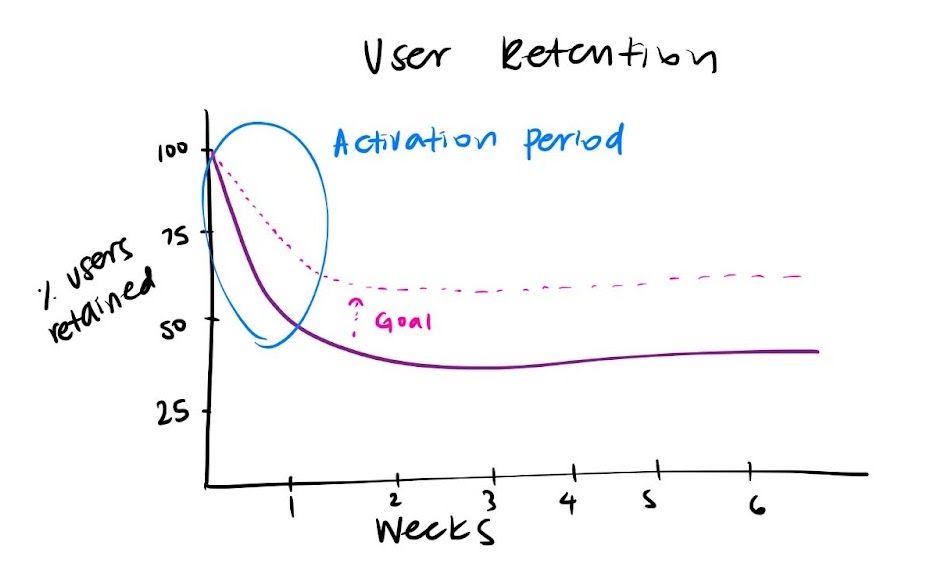 User Retention
Activation period
100
75
% users
retained
50
Goal
25
1 2 3 4 5 6
Weeks